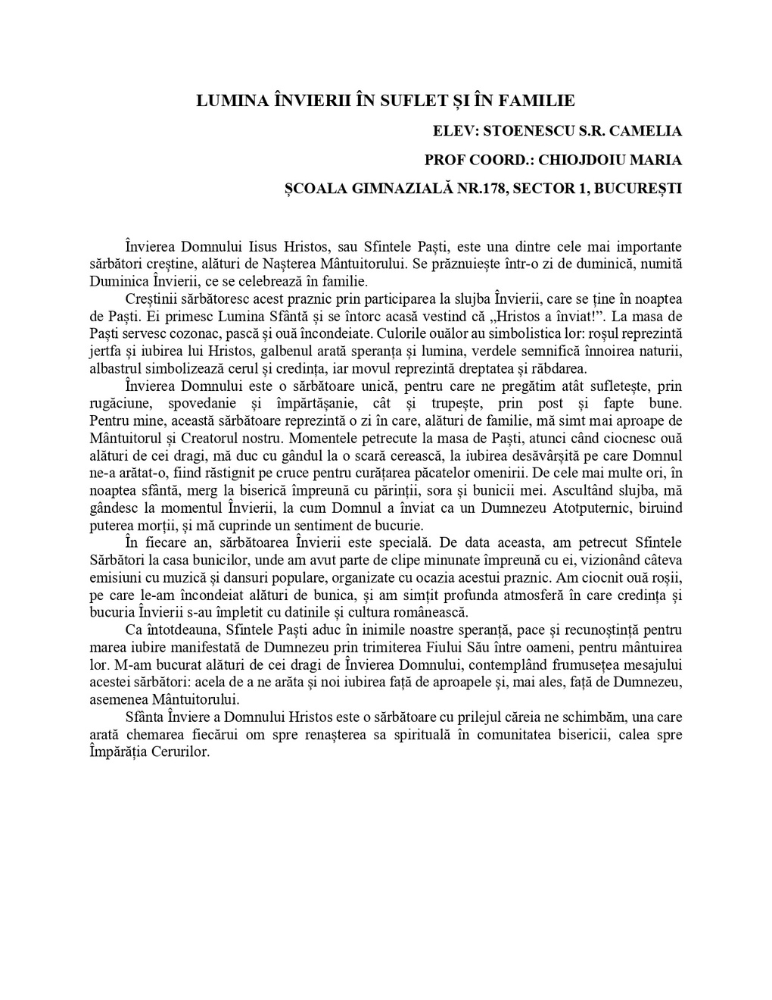 LUMINA ÎNVIERII ÎN SUFLET ȘI ÎN FAMILIE
ELEV: STOENESCU S.R. CAMELIA
PROF COORD.: CHIOJDOIU MARIA
ȘCOALA GIMNAZIALĂ NR.178, SECTOR 1, BUCUREȘTI
Învierea Domnului Iisus Hristos, sau Sfintele Paști, este una dintre cele mai importante
sărbători creștine, alături de Nașterea Mântuitorului. Se prăznuiește într-o zi de duminică, numită
Duminica Învierii, ce se celebrează în familie.
Creștinii sărbătoresc acest praznic prin participarea la slujba Învierii, care se ține în noaptea
de Paști. Ei primesc Lumina Sfântă și se întorc acasă vestind că „Hristos a înviat!”. La masa de
Paști servesc cozonac, pască și ouă încondeiate. Culorile ouălor au simbolistica lor: roșul reprezintă
jertfa și iubirea lui Hristos, galbenul arată speranța și lumina, verdele semnifică înnoirea naturii,
albastrul simbolizează cerul și credința, iar movul reprezintă dreptatea și răbdarea.
Învierea Domnului este o sărbătoare unică, pentru care ne pregătim atât sufletește, prin
rugăciune, spovedanie și împărtășanie, cât și trupește, prin post și fapte bune.
Pentru mine, această sărbătoare reprezintă o zi în care, alături de familie, mă simt mai aproape de
Mântuitorul și Creatorul nostru. Momentele petrecute la masa de Paști, atunci când ciocnesc ouă
alături de cei dragi, mă duc cu gândul la o scară cerească, la iubirea desăvârșită pe care Domnul
ne-a arătat-o, fiind răstignit pe cruce pentru curățarea păcatelor omenirii. De cele mai multe ori, în
noaptea sfântă, merg la biserică împreună cu părinții, sora și bunicii mei. Ascultând slujba, mă
gândesc la momentul Învierii, la cum Domnul a înviat ca un Dumnezeu Atotputernic, biruind
puterea morții, și mă cuprinde un sentiment de bucurie.
În fiecare an, sărbătoarea Învierii este specială. De data aceasta, am petrecut Sfintele
Sărbători la casa bunicilor, unde am avut parte de clipe minunate împreună cu ei, vizionând câteva
emisiuni cu muzică și dansuri populare, organizate cu ocazia acestui praznic. Am ciocnit ouă roșii,
pe care le-am încondeiat alături de bunica, și am simțit profunda atmosferă în care credința și
bucuria Învierii s-au împletit cu datinile și cultura românească.
Ca întotdeauna, Sfintele Paști aduc în inimile noastre speranță, pace și recunoștință pentru
marea iubire manifestată de Dumnezeu prin trimiterea Fiului Său între oameni, pentru mântuirea
lor. M-am bucurat alături de cei dragi de Învierea Domnului, contemplând frumusețea mesajului
acestei sărbători: acela de a ne arăta și noi iubirea față de aproapele și, mai ales, față de Dumnezeu,
asemenea Mântuitorului.
Sfânta Înviere a Domnului Hristos este o sărbătoare cu prilejul căreia ne schimbăm, una care
arată chemarea fiecărui om spre renașterea sa spirituală în comunitatea bisericii, calea spre
Împărăția Cerurilor.